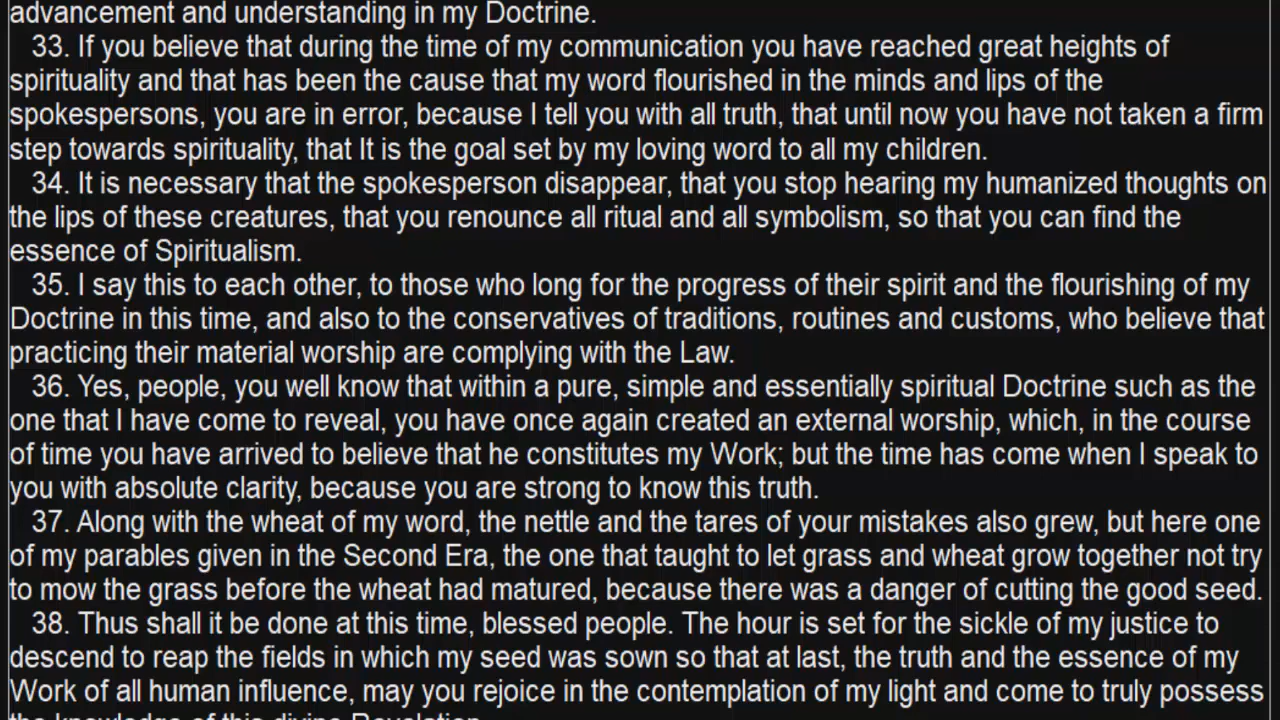 advancement and understanding in my Doctrine.
33. If you believe that during the time of my communication you have reached great heights of
spirituality and that has been the cause that my word flourished in the minds and lips of the
spokespersons, you are in error, because I tell you with all truth, that until now you have not taken a firm
step towards spirituality, that It is the goal set by my loving word to all my children.
34. It is necessary that the spokesperson disappear, that you stop hearing my humanized thoughts on
the lips of these creatures, that you renounce all ritual and all symbolism, so that you can find the
essence of Spiritualism.
35. I say this to each other, to those who long for the progress of their spirit and the flourishing of my
Doctrine in this time, and also to the conservatives of traditions, routines and customs, who believe that
practicing their material worship are complying with the Law.
36. Yes, people, you well know that within a pure, simple and essentially spiritual Doctrine such as the
one that I have come to reveal, you have once again created an external worship, which, in the course
of time you have arrived to believe that he constitutes my Work; but the time has come when I speak to
you with absolute clarity, because you are strong to know this truth.
37. Along with the wheat of my word, the nettle and the tares of your mistakes also grew, but here one
of my parables given in the Second Era, the one that taught to let grass and wheat grow together not try
to mow the grass before the wheat had matured, because there was a danger of cutting the good seed.
38. Thus shall it be done at this time, blessed people. The hour is set for the sickle of my justice to
descend to reap the fields in which my seed was sown so that at last, the truth and the essence of my
Work of all human influence, may you rejoice in the contemplation of my light and come to truly possess
the knowledge of this divine Revelation.